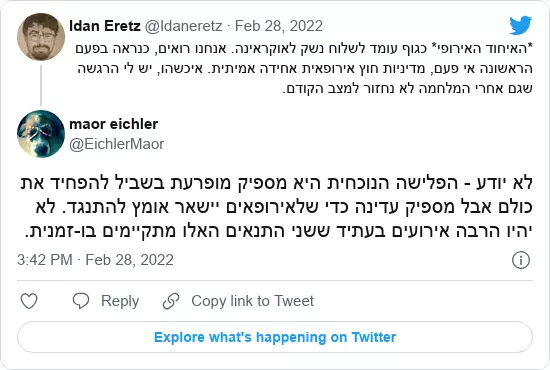 Idan Eretz @Idaneretz · Feb 28, 2022
*האיחוד האירופי* כגוף עומד לשלוח נשק לאוקראינה. אנחנו רואים, כנראה בפעם
הראשונה אי פעם, מדיניות חוץ אירופאית אחידה אמיתית. איכשהו, יש לי הרגשה
שגם אחרי המלחמה לא נחזור למצב הקודם.
maor eichler
@EichlerMaor
לא יודע - הפלישה הנוכחית היא מספיק מופרעת בשביל להפחיד את
כולם אבל מספיק עדינה כדי שלאירופאים יישאר אומץ להתנגד. לא
יהיו הרבה אירועים בעתיד ששני התנאים האלו מתקיימים בו-זמנית.
3:42 PM · Feb 28, 2022
Reply Copy link to Tweet
Explore what's happening on Twitter